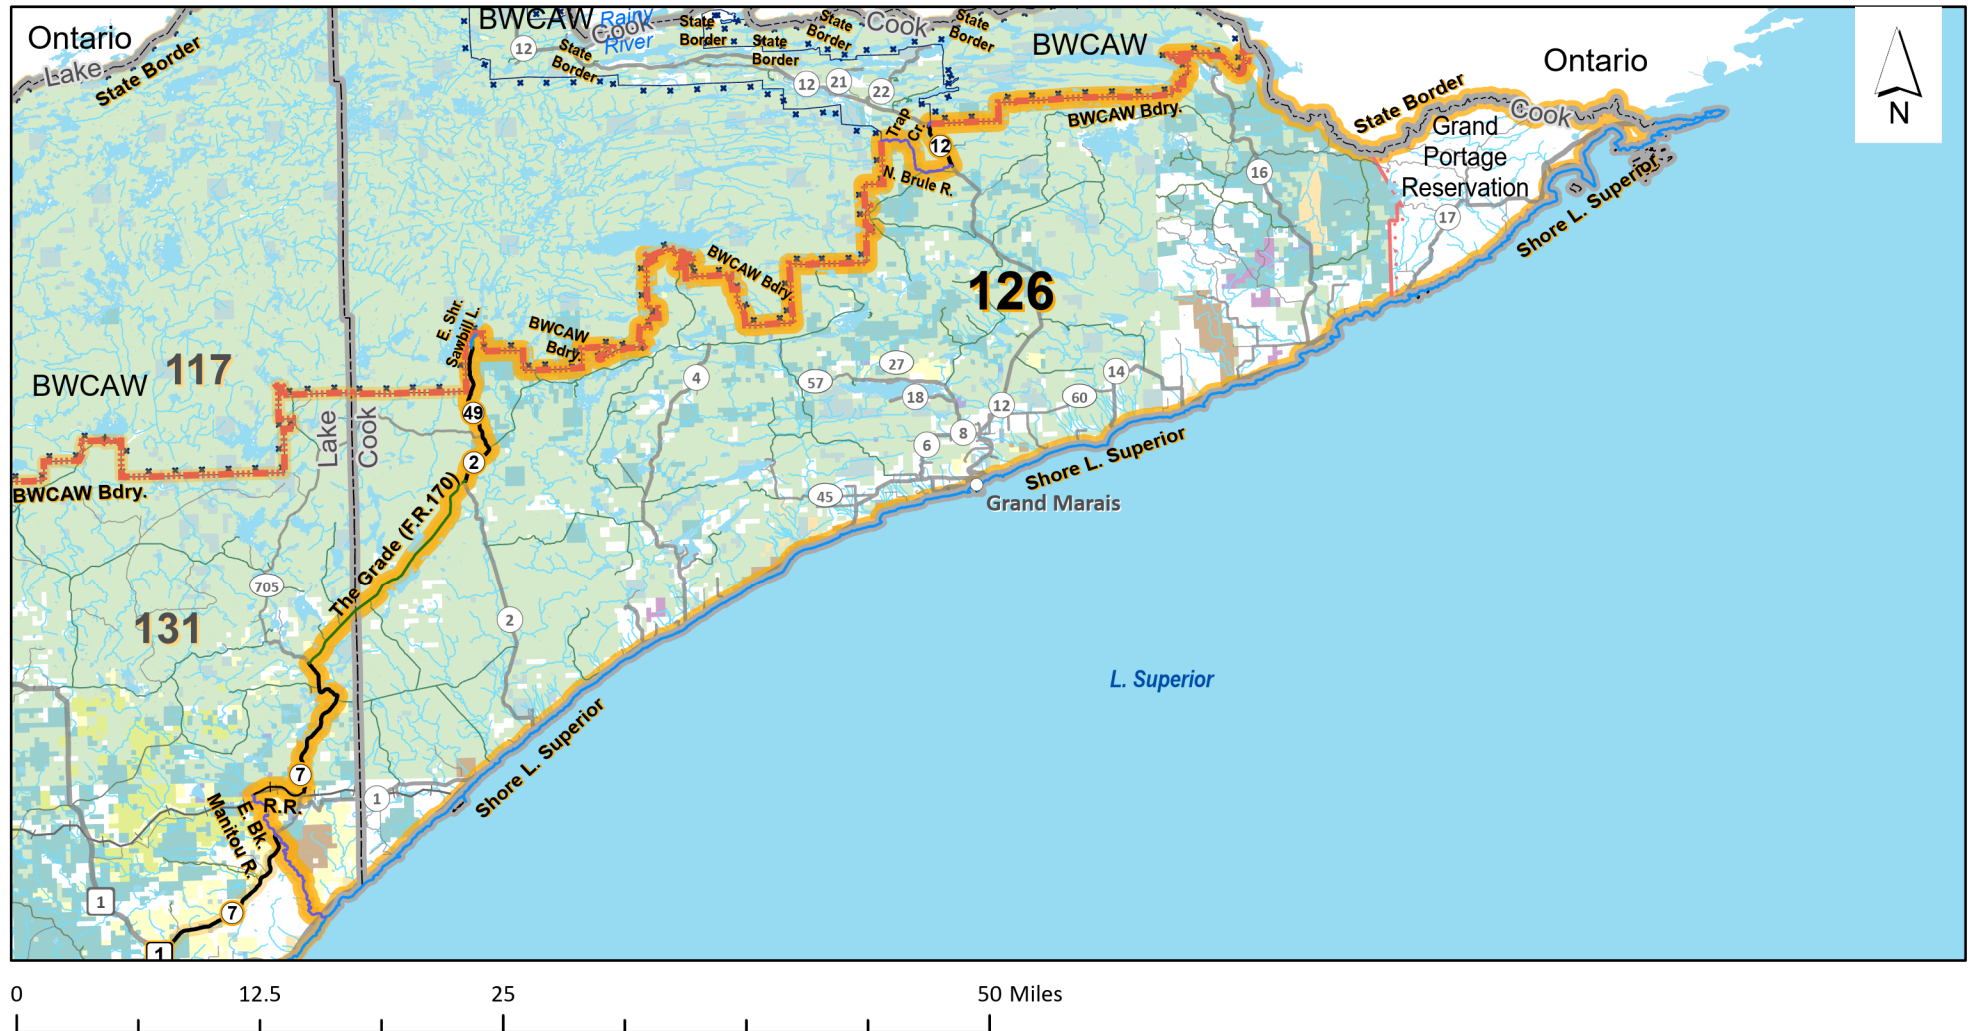 Ontario
Lake
State Border
BWCAW
Rainy
River
Cook
12
State
Border
State
Border
State
Border
State
Border
Cook
State
Border
BWCAW
Ontario
N
12
21
22
Trap
Cr.
12
N. Brule R.
BWCAW Bdry.
State Border
Cook
Grand
Portage
Reservation
16
17
Shore L. Superior
BWCAW Bdry.
126
E. Shr.
Sawbill L.
BWCAW
Bdry.
117
BWCAW
4
27
57
18
12
60
14
49
Lake
Cook
6
8
2
BWCAW Bdry.
45
Shore L. Superior
Grand Marais
The Grade (F.R.170)
705
131
2
L. Superior
Shore L. Superior
7
R.R.
1
E. Bk.
Manitou R.
1
7
1
0
12.5
25
50 Miles